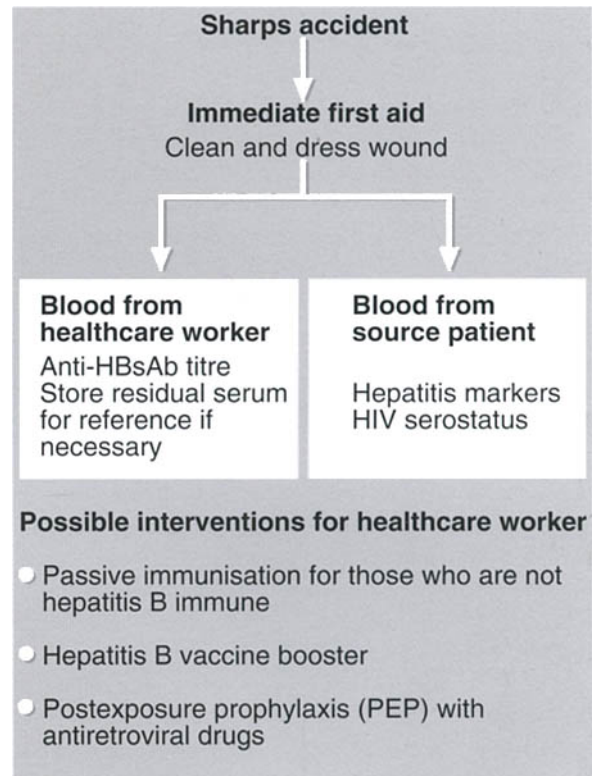 Sharps accident
Immediate first aid
Clean and dress wound
Blood from
healthcare worker
Anti-HBsAb titre
Store residual serum
for reference if
necessary
Blood from
source patient
Hepatitis markers
HIV serostatus
Possible interventions for healthcare worker
Passive immunisation for those who are not
hepatitis B immune
Hepatitis B vaccine booster
Postexposure prophylaxis (PEP) with
antiretroviral drugs